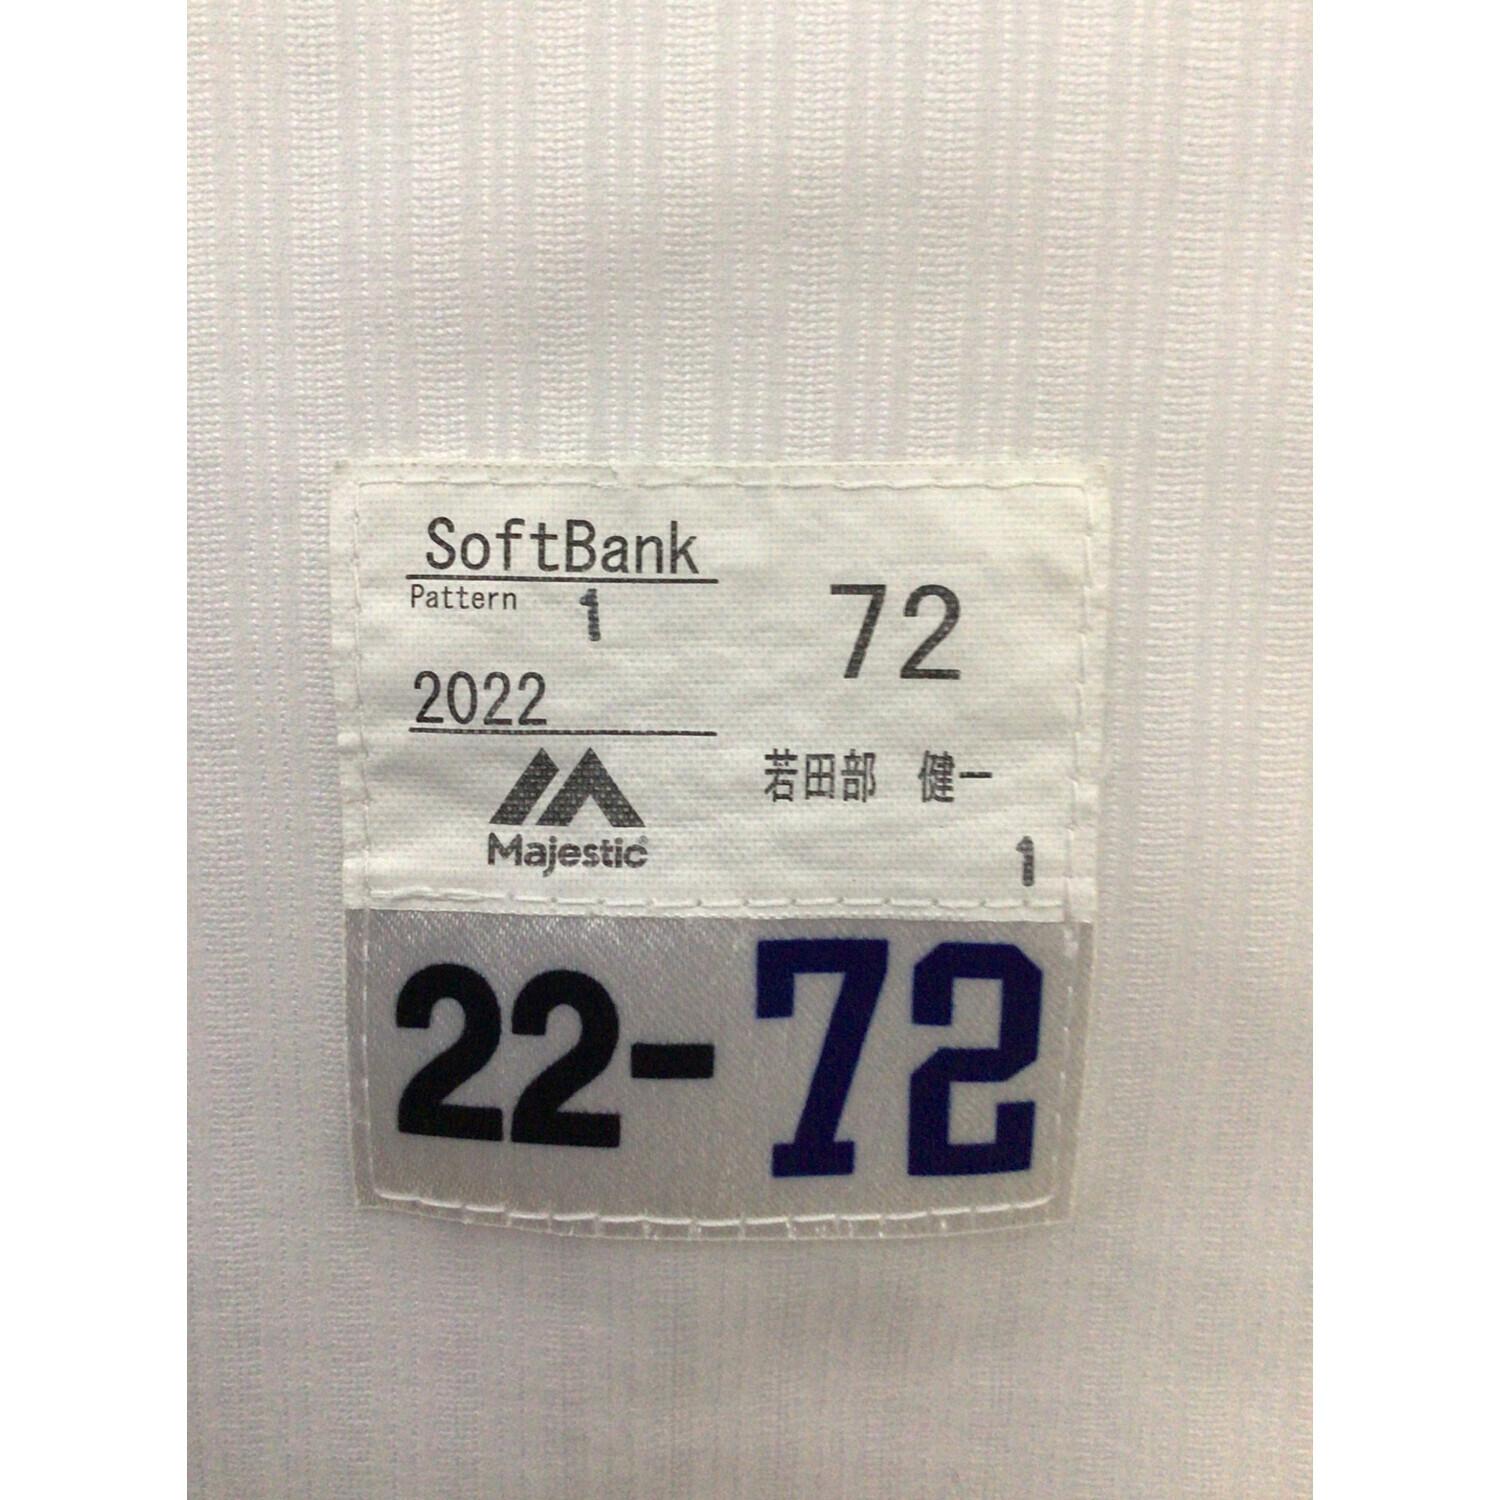 SoftBank
Pattern 1
72
2022
若田部　健一
Majestic®
1
22-72